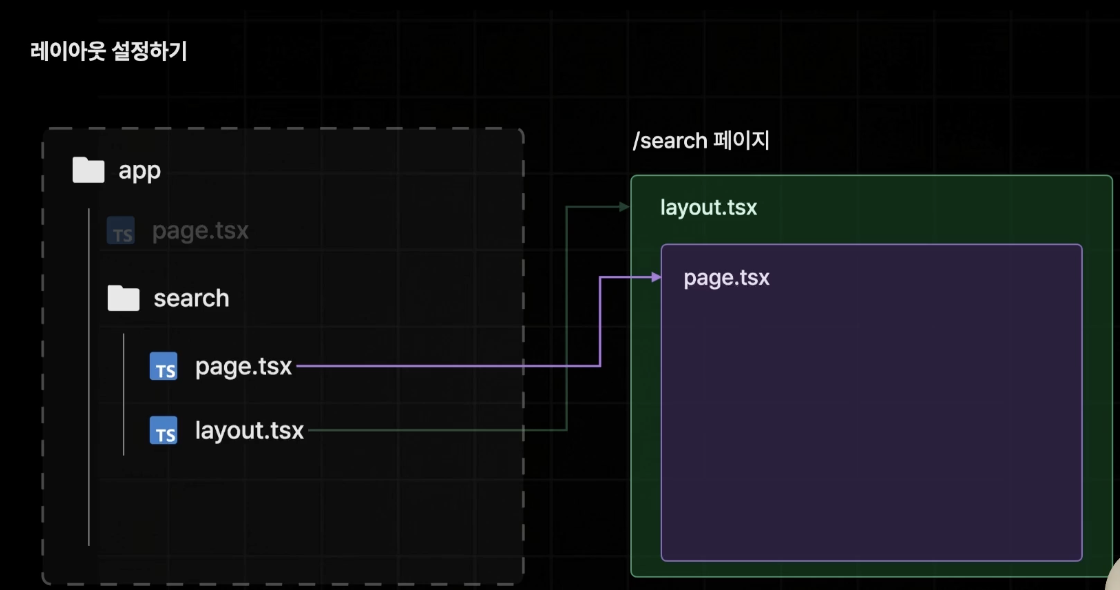 레이아웃 설정하기
app
TS page.tsx
search
TS page.tsx
TS layout.tsx
/search 페이지
layout.tsx
page.tsx